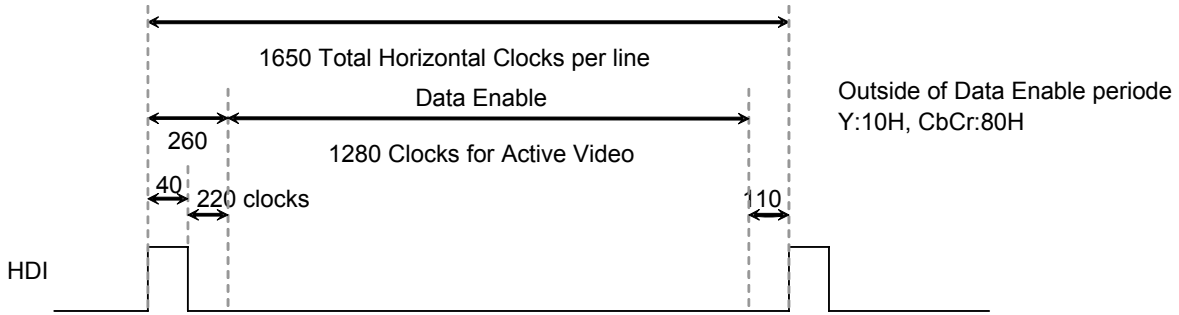 1650 Total Horizontal Clocks per line
Data Enable
Outside of Data Enable periode
Y:10H, CbCr:80H
260
1280 Clocks for Active Video
40
220 clocks
110
HDI